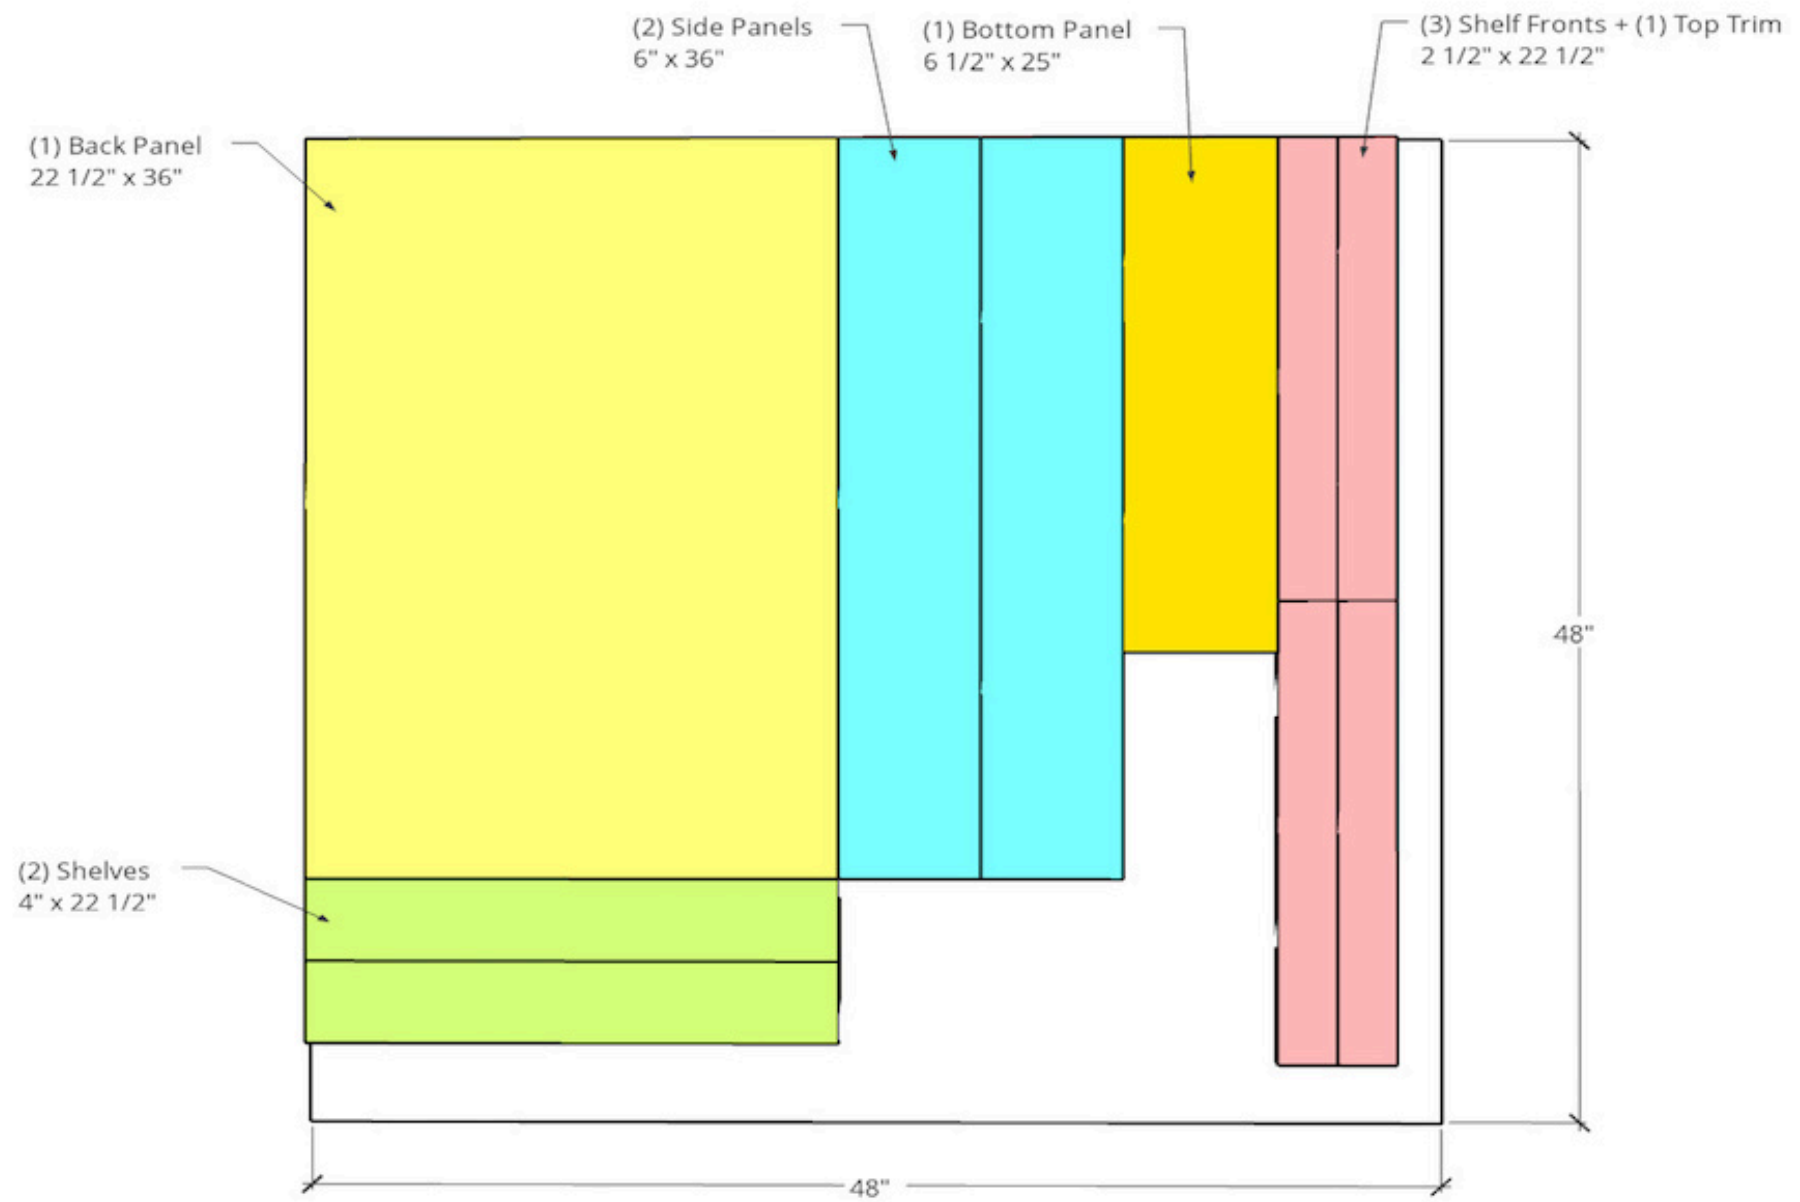 (2) Side Panels
6" x 36"
(1) Bottom Panel
6 1/2" x 25"
(3) Shelf Fronts + (1) Top Trim
2 1/2" x 22 1/2"
(1) Back Panel
22 1/2" x 36"
48"
(2) Shelves
4" x 22 1/2"
48"